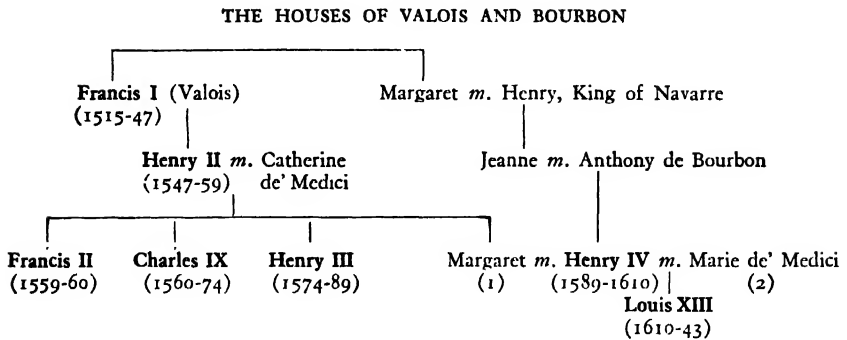 THE HOUSES OF VALOIS AND BOURBON
Francis I (Valois) Margaret m. Henry, King of Navarre
(1515-47)
Henry II m. Catherine Jeanne m. Anthony de Bourbon
(1547-59) de' Medici
Francis II Charles IX Henry III Margaret m. Henry IV m. Marie de' Medici
(1559-60) (1560-74) (1574-89) (1) (1589-1610) (2)
Louis XIII
(1610-43)